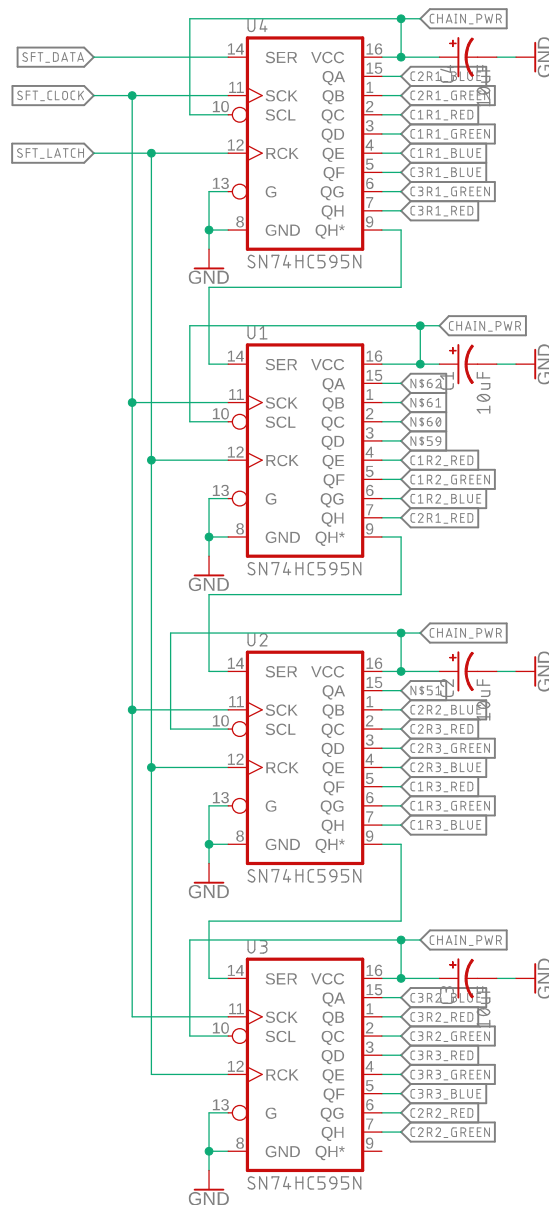 U4
CHAIN_PWR
SFT_DATA 14 SER VCC 16 + GND
QA 15 C2R1_BLUE
SFT_CLOCK 11 SCK QB 1 C2R1_GREEN 10uF
10 SCL QC 2 C1R1_RED
QD 3 C1R1_GREEN
SFT_LATCH 12 RCK QE 4 C1R1_BLUE
QF 5 C3R1_BLUE
13 G QG 6 C3R1_GREEN
QH 7 C3R1_RED
8 GND QH* 9
SN74HC595N
GND
U1
CHAIN_PWR
14 SER VCC 16 + GND
QA 15 N$62 C1
11 SCK QB 1 N$61 10uF
10 SCL QC 2 N$60
QD 3 N$59
12 RCK QE 4 C1R2_RED
QF 5 C1R2_GREEN
13 G QG 6 C1R2_BLUE
QH 7 C2R1_RED
8 GND QH* 9
SN74HC595N
GND
U2
CHAIN_PWR
14 SER VCC 16 + GND
QA 15 N$51 C2
11 SCK QB 1 C2R2_BLUE 10uF
10 SCL QC 2 C2R3_RED
QD 3 C2R3_GREEN
12 RCK QE 4 C2R3_BLUE
QF 5 C1R3_RED
13 G QG 6 C1R3_GREEN
QH 7 C1R3_BLUE
8 GND QH* 9
SN74HC595N
GND
U3
CHAIN_PWR
14 SER VCC 16 + GND
QA 15 C3R2_BLUE C3
11 SCK QB 1 C3R2_RED 10uF
10 SCL QC 2 C3R2_GREEN
QD 3 C3R3_RED
12 RCK QE 4 C3R3_GREEN
QF 5 C3R3_BLUE
13 G QG 6 C2R2_RED
QH 7 C2R2_GREEN
8 GND QH* 9
SN74HC595N
GND